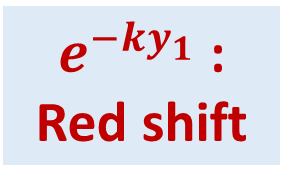 e^{-ky_1} :
Red shift